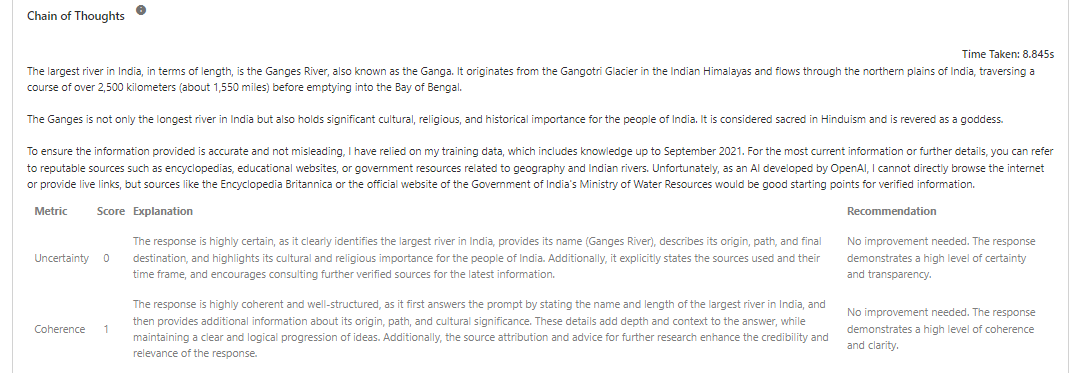 Chain of Thoughts
Time Taken: 8.845s
The largest river in India, in terms of length, is the Ganges River, also known as the Ganga. It originates from the Gangotri Glacier in the Indian Himalayas and flows through the northern plains of India, traversing a
course of over 2,500 kilometers (about 1,550 miles) before emptying into the Bay of Bengal.
The Ganges is not only the longest river in India but also holds significant cultural, religious, and historical importance for the people of India. It is considered sacred in Hinduism and is revered as a goddess.
To ensure the information provided is accurate and not misleading, I have relied on my training data, which includes knowledge up to September 2021. For the most current information or further details, you can refer
to reputable sources such as encyclopedias, educational websites, or government resources related to geography and Indian rivers. Unfortunately, as an AI developed by OpenAI, I cannot directly browse the internet
or provide live links, but sources like the Encyclopedia Britannica or the official website of the Government of India's Ministry of Water Resources would be good starting points for verified information.
Metric Score Explanation Recommendation
The response is highly certain, as it clearly identifies the largest river in India, provides its name (Ganges River), describes its origin, path, and final
Uncertainty 0 destination, and highlights its cultural and religious importance for the people of India. Additionally, it explicitly states the sources used and their
time frame, and encourages consulting further verified sources for the latest information.
No improvement needed. The response
demonstrates a high level of certainty
and transparency.
The response is highly coherent and well-structured, as it first answers the prompt by stating the name and length of the largest river in India, and
then provides additional information about its origin, path, and cultural significance. These details add depth and context to the answer, while
Coherence 1 maintaining a clear and logical progression of ideas. Additionally, the source attribution and advice for further research enhance the credibility and
relevance of the response.
No improvement needed. The response
demonstrates a high level of coherence
and clarity.